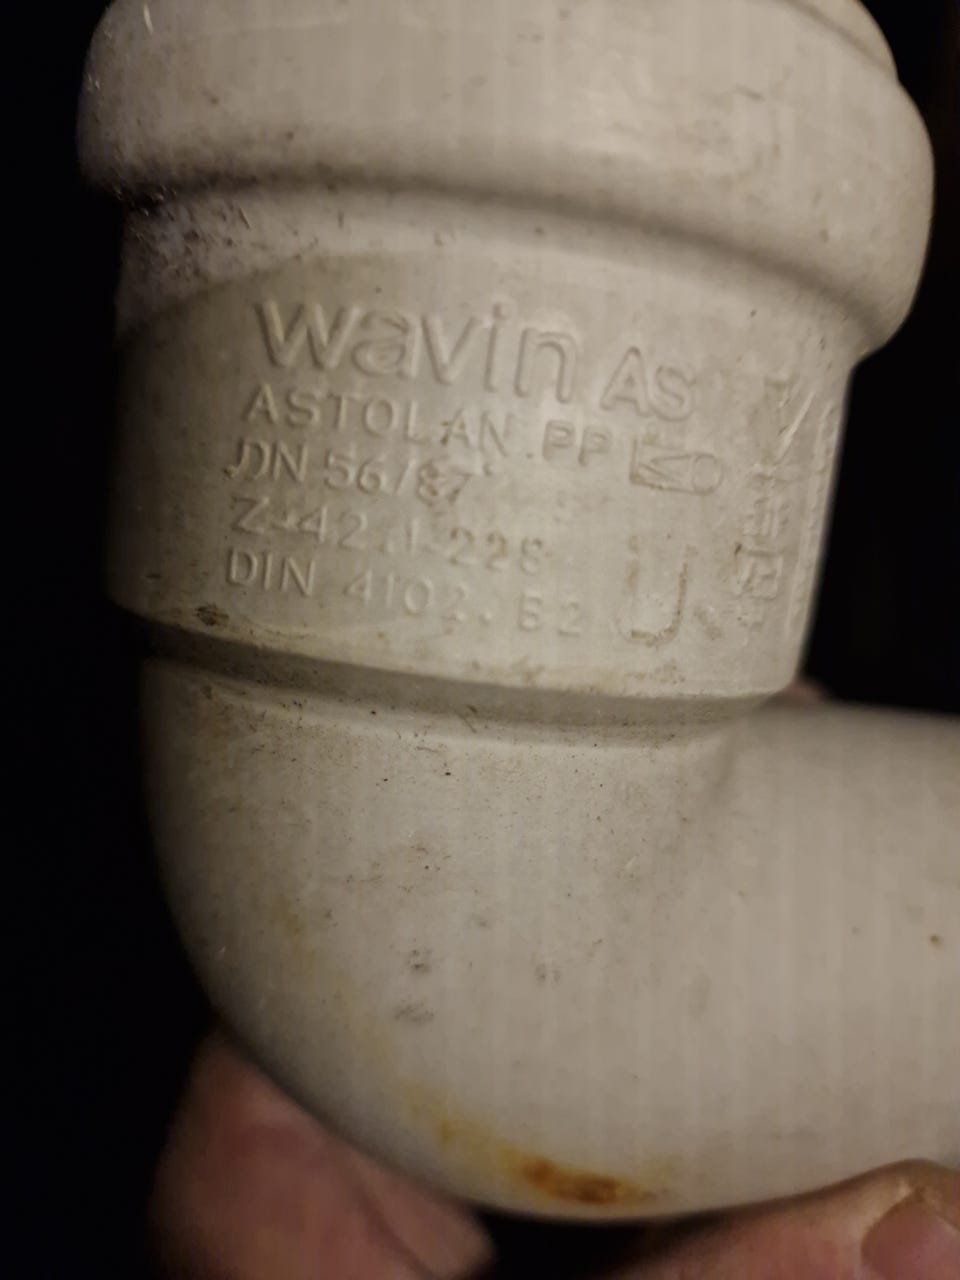 wavin AS
ASTOLAN PP
DN 56/87°
Z-42.1-228
DIN 4102.B2